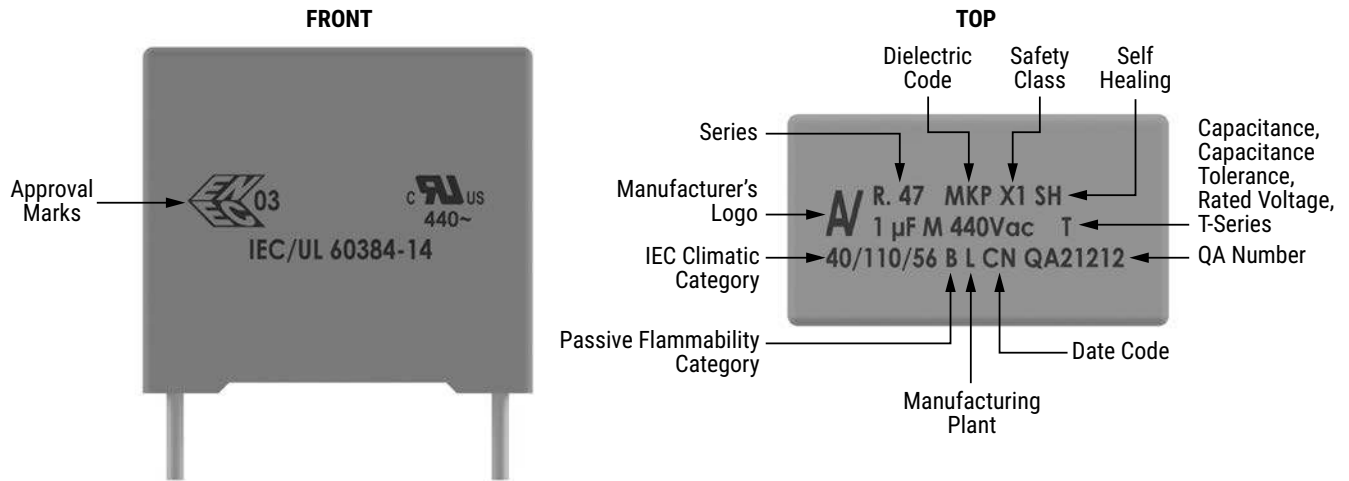 FRONT
Approval
Marks
ENEC 03
c RU US
440~
IEC/UL 60384-14
TOP
Dielectric
Code
Safety
Class
Self
Healing
Series
Manufacturer's
Logo
IEC Climatic
Category
Passive Flammability
Category
R. 47 MKP X1 SH
1 µF M 440Vac T
40/110/56 B L CN QA21212
Capacitance,
Capacitance
Tolerance,
Rated Voltage,
T-Series
QA Number
Date Code
Manufacturing
Plant